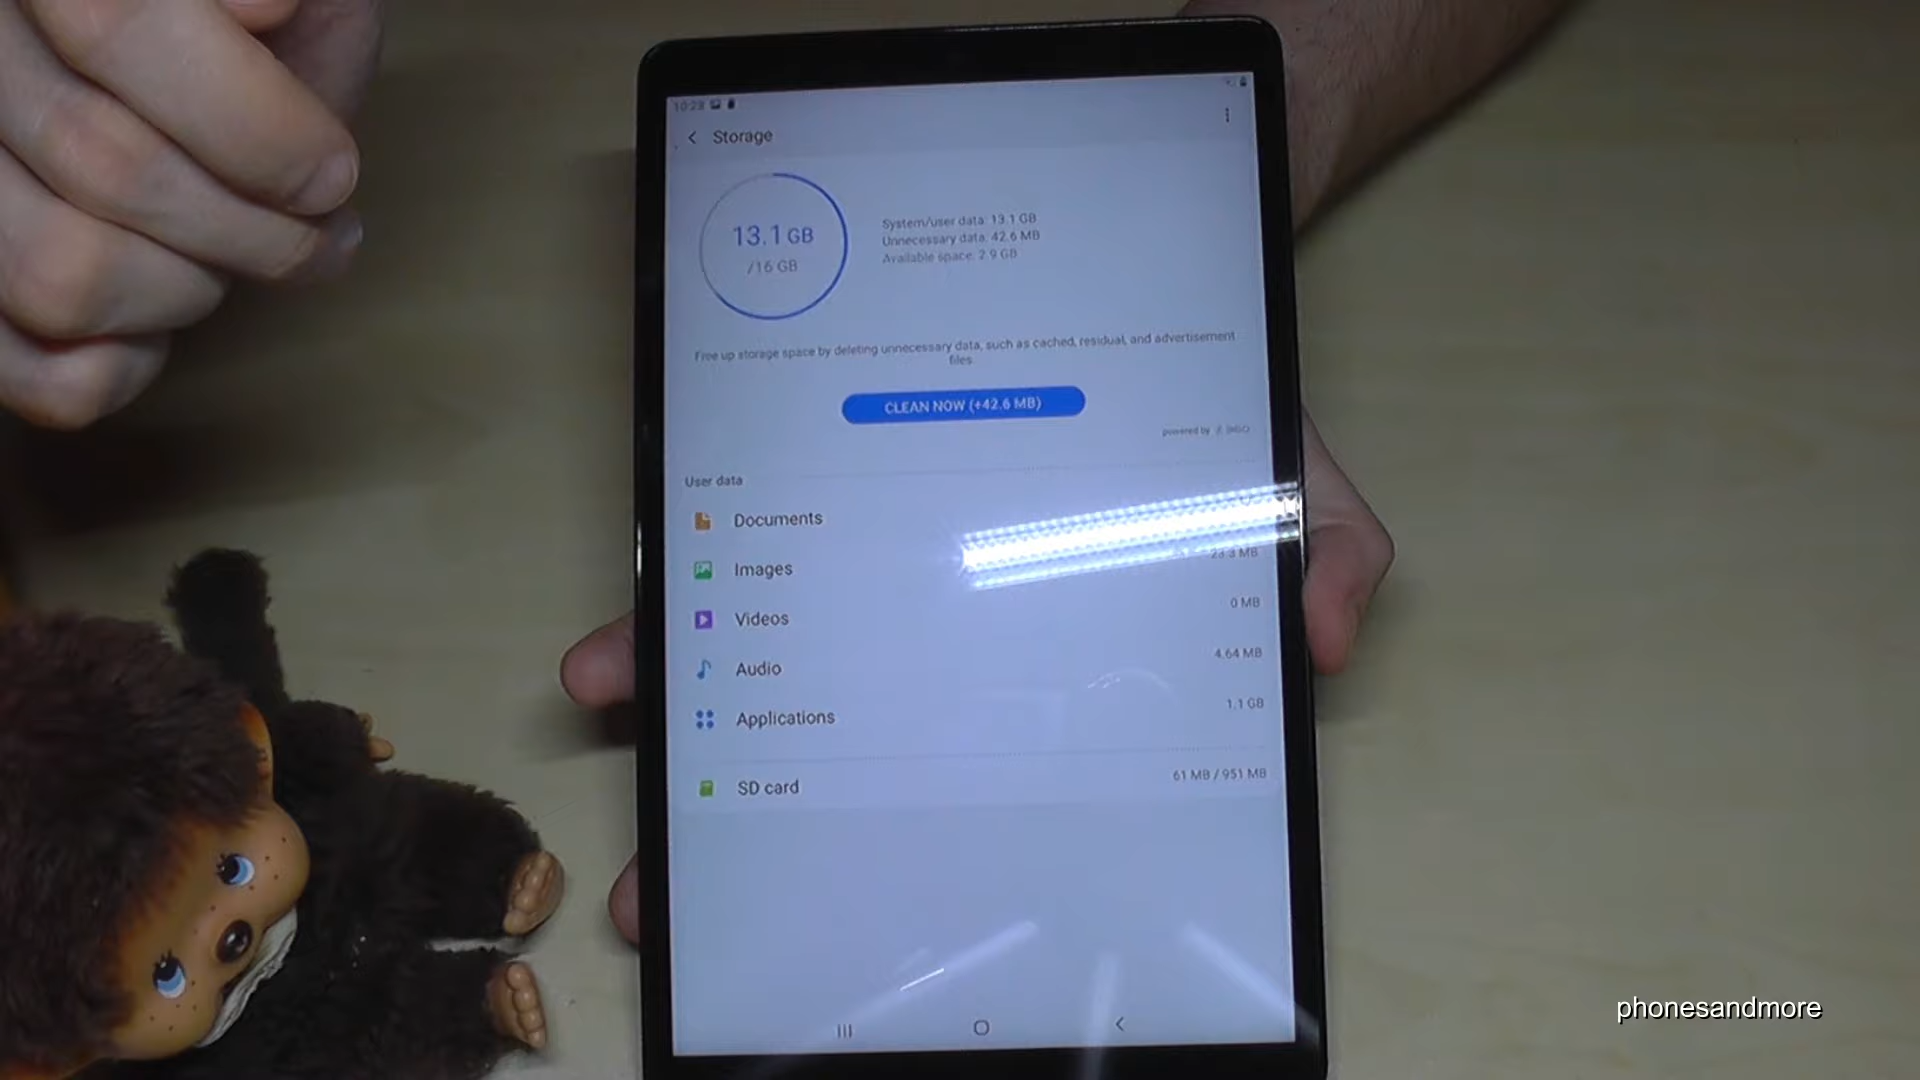 10:28
Storage
13.1 GB
/16 GB
System/user data: 13.1 GB
Unnecessary data: 42.6 MB
Available space: 2.9 GB
Free up storage space by deleting unnecessary data, such as cached, residual, and advertisement
files.
CLEAN NOW (+42.6 MB)
powered by
User data
Documents
Images
23.3 MB
Videos
0 MB
Audio
4.64 MB
Applications
1.1 GB
SD card
61 MB / 951 MB
phonesandmore